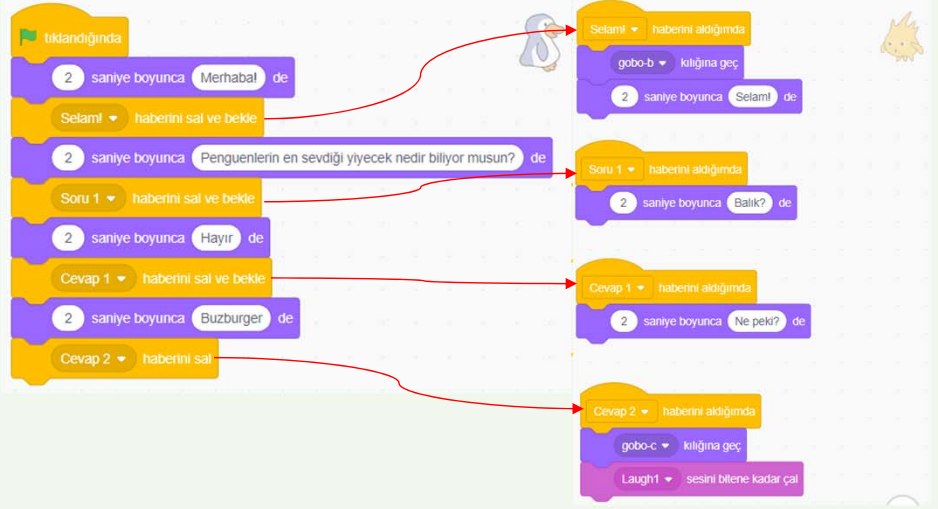 tıklandığında
2 saniye boyunca Merhaba! de
Selam! haberini sal ve bekle
2 saniye boyunca Penguenlerin en sevdiği yiyecek nedir biliyor musun? de
Soru 1 haberini sal ve bekle
2 saniye boyunca Hayır de
Cevap 1 haberini sal ve bekle
2 saniye boyunca Buzburger de
Cevap 2 haberini sal
Selam! haberini aldığımda
gobo-b kılığına geç
2 saniye boyunca Selam! de
Soru 1 haberini aldığımda
2 saniye boyunca Balık? de
Cevap 1 haberini aldığımda
2 saniye boyunca Ne peki? de
Cevap 2 haberini aldığımda
gobo-c kılığına geç
Laugh1 sesini bitene kadar çal